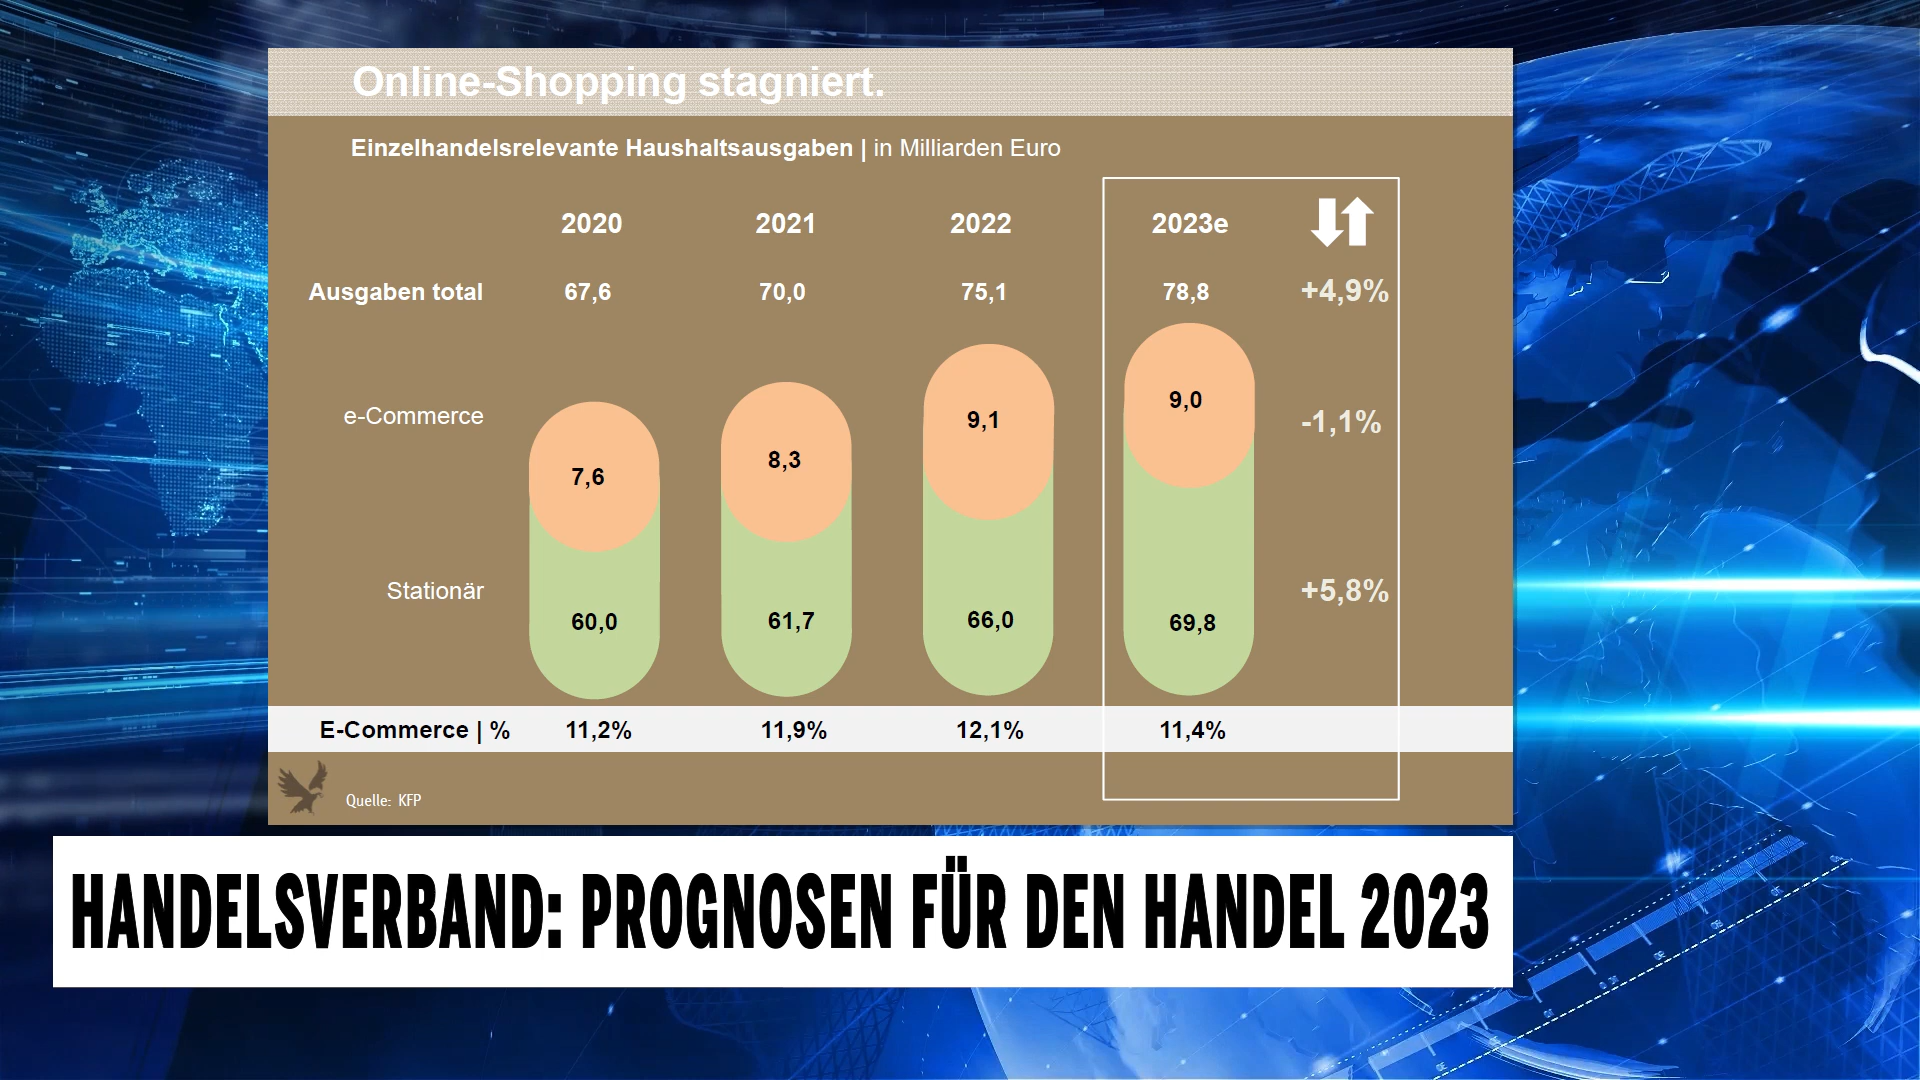 Online-Shopping stagniert.
Einzelhandelsrelevante Haushaltsausgaben | in Milliarden Euro
2020 2021 2022 2023e
Ausgaben total 67,6 70,0 75,1 78,8 +4,9%
e-Commerce 7,6 8,3 9,1 9,0 -1,1%
Stationär 60,0 61,7 66,0 69,8 +5,8%
E-Commerce | % 11,2% 11,9% 12,1% 11,4%
Quelle: KFP
HANDELSVERBAND: PROGNOSEN FÜR DEN HANDEL 2023